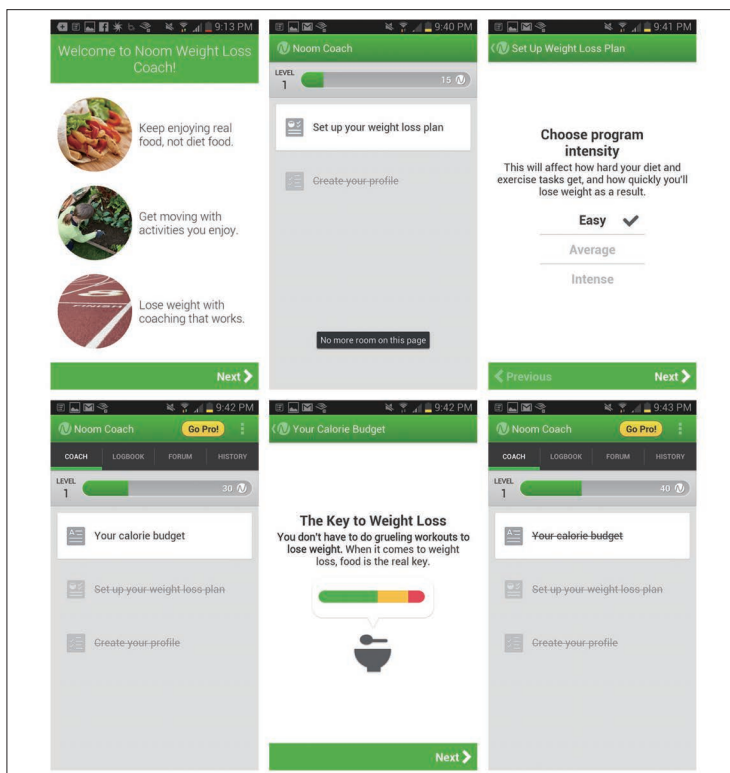 9:13 PM
Welcome to Noom Weight Loss
Coach!
Keep enjoying real
food, not diet food.
Get moving with
activities you enjoy.
FINISH
Lose weight with
coaching that works.
Next
9:40 PM
Noom Coach
LEVEL
1
15
Set up your weight loss plan
Create your profile
No more room on this page
9:41 PM
Set Up Weight Loss Plan
Choose program
intensity
This will affect how hard your diet and
exercise tasks get, and how quickly you'll
lose weight as a result.
Easy
Average
Intense
Previous
Next
9:42 PM
Noom Coach
Go Pro!
COACH LOGBOOK FORUM HISTORY
LEVEL
1
30
Your calorie budget
Set up your weight loss plan
Create your profile
9:42 PM
Your Calorie Budget
The Key to Weight Loss
You don't have to do grueling workouts to
lose weight. When it comes to weight
loss, food is the real key.
Next
9:43 PM
Noom Coach
Go Pro!
COACH LOGBOOK FORUM HISTORY
LEVEL
1
40
Your calorie budget
Set up your weight loss plan
Create your profile